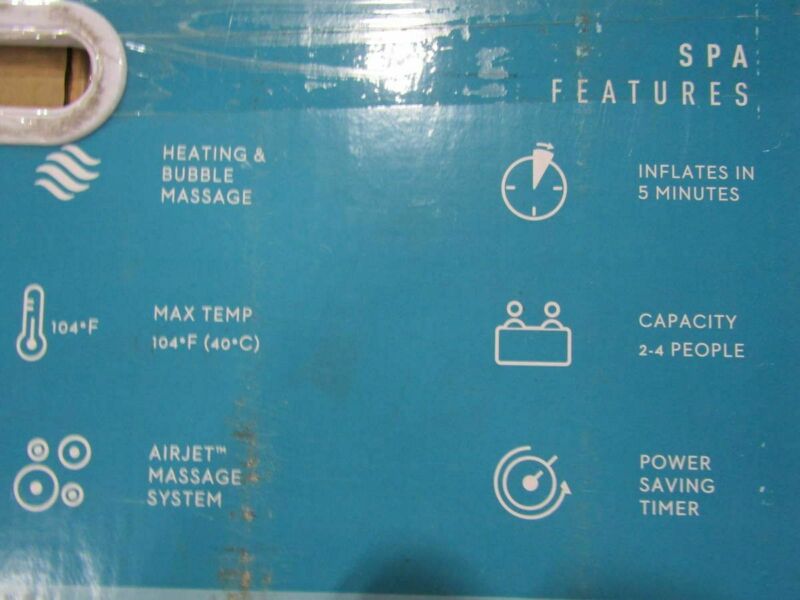 SPA
FEATURES
HEATING &
BUBBLE
MASSAGE
INFLATES IN
5 MINUTES
104°F
MAX TEMP
104°F (40°C)
CAPACITY
2-4 PEOPLE
AIRJET™
MASSAGE
SYSTEM
POWER
SAVING
TIMER